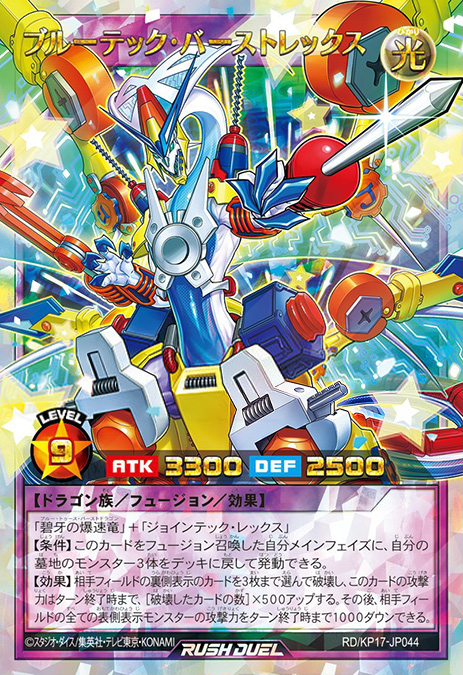 ブルーテック・バーストレックス
光
ひかり
LEVEL
9
ATK 3300 DEF 2500
【ドラゴン族／フュージョン／効果】
「碧牙の爆速竜」＋「ジョインテック・レックス」
【条件】このカードをフュージョン召喚した自分メインフェイズに、自分の
墓地のモンスター3体をデッキに戻して発動できる。
【効果】相手フィールドの裏側表示のカードを3枚まで選んで破壊し、このカードの攻撃
力はターン終了時まで、［破壊したカードの数］×500アップする。その後、相手フィー
ルドの全ての表側表示モンスターの攻撃力をターン終了時まで1000ダウンできる。
©スタジオ・ダイス/集英社・テレビ東京・KONAMI
RUSH DUEL
RD/KP17-JP044